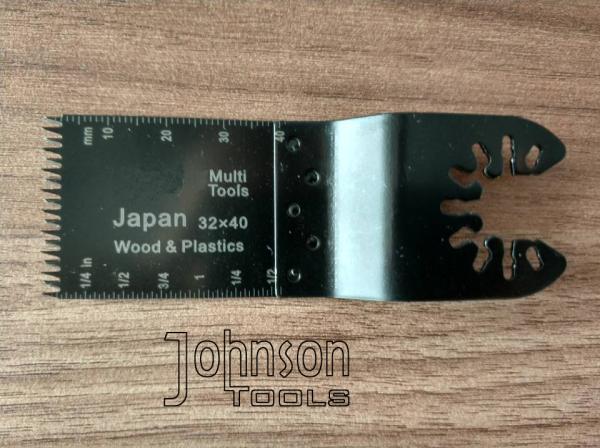 mm 10 20 30 40
Multi
Tools
Japan 32×40
Wood & Plastics
1/4 in 1/2 3/4 1 1/4 1/2
Johnson
TOOLS